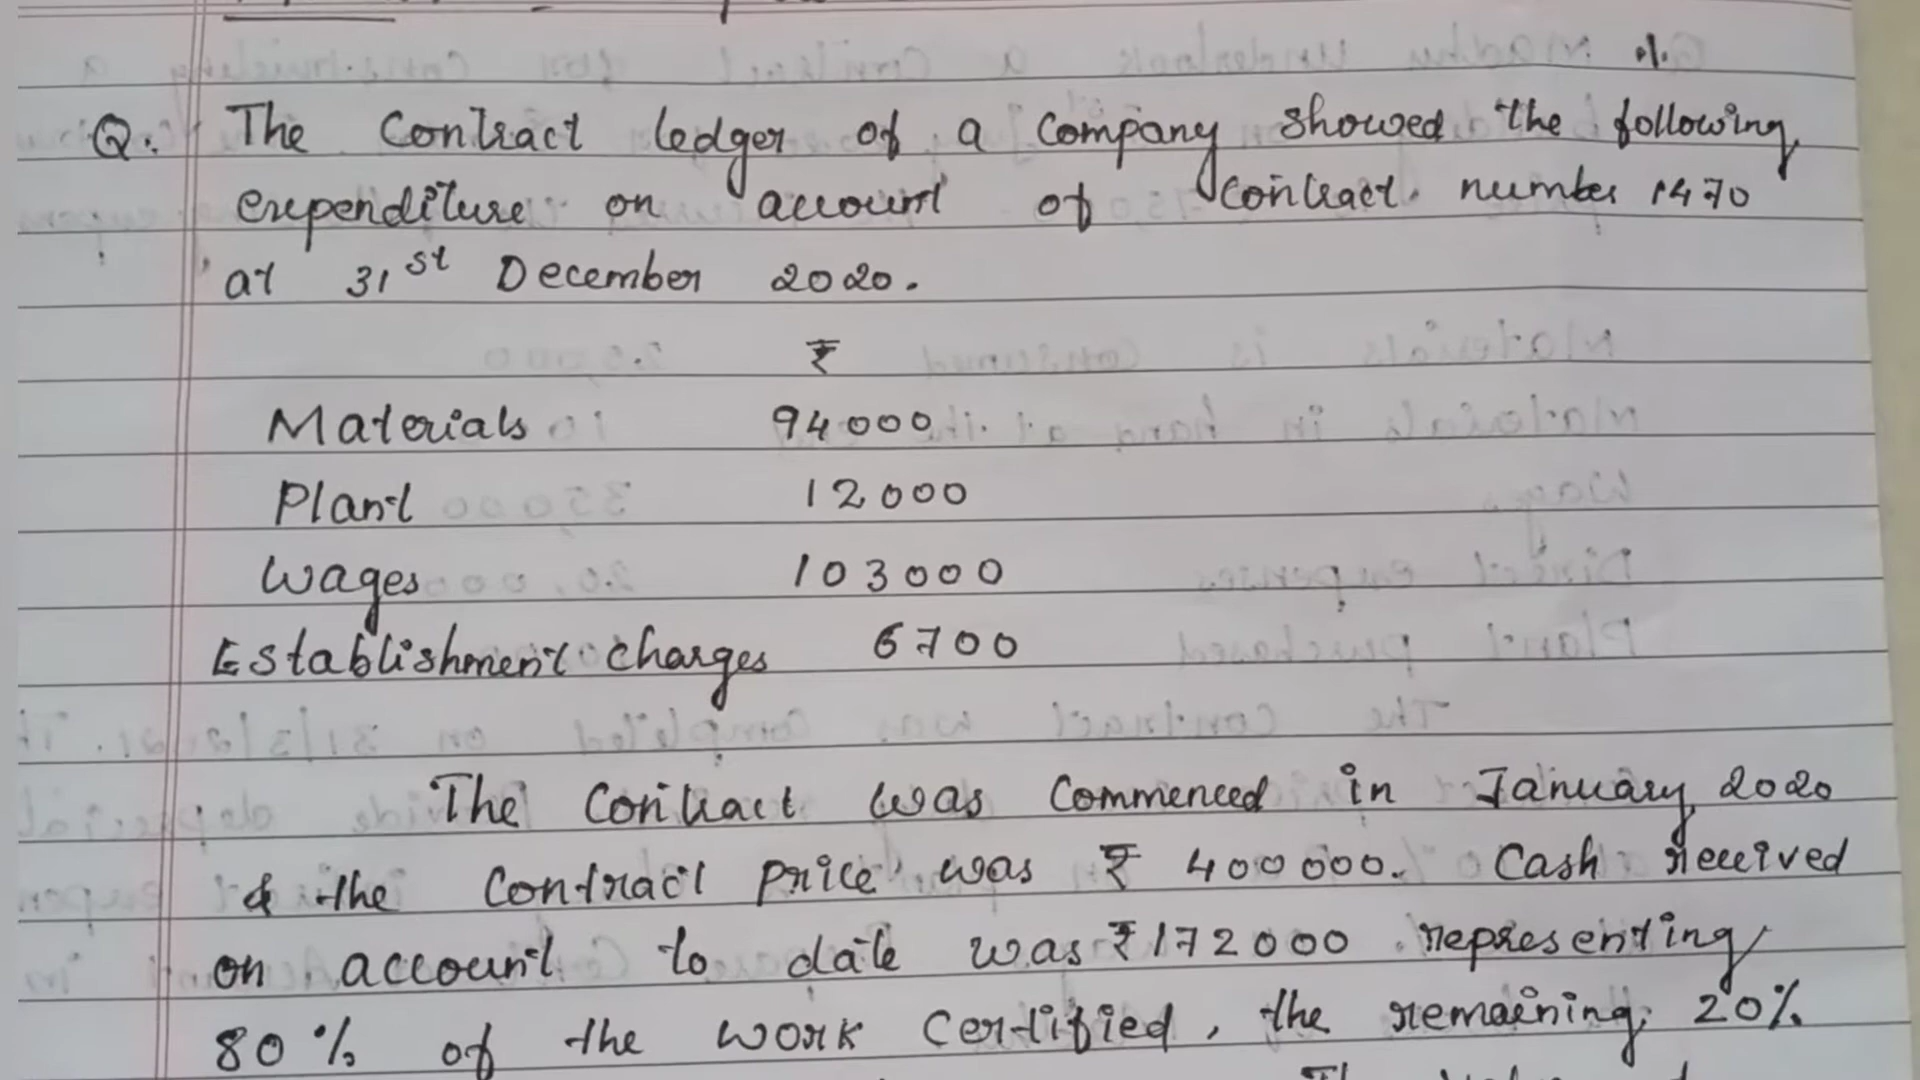 Q. The Contract ledger of a Company showed the following
expenditure on account of Contract number 1470
at 31st December 2020.
₹
Materials 94000
Plant 12000
Wages 103000
Establishment charges 6700
The Contract was Commenced in January 2020
& the Contract Price was ₹ 400000. Cash received
on account to date was ₹172000 representing
80% of the work Certified, the remaining 20%